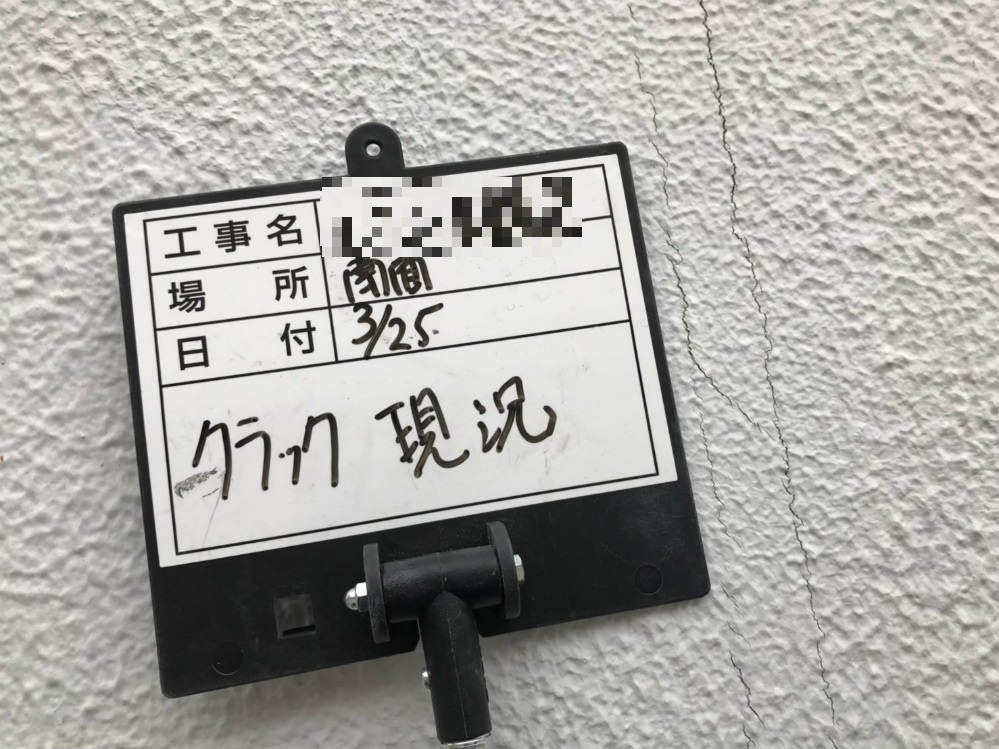 工事名
場所 南面
日付 3/25
クラック 現況